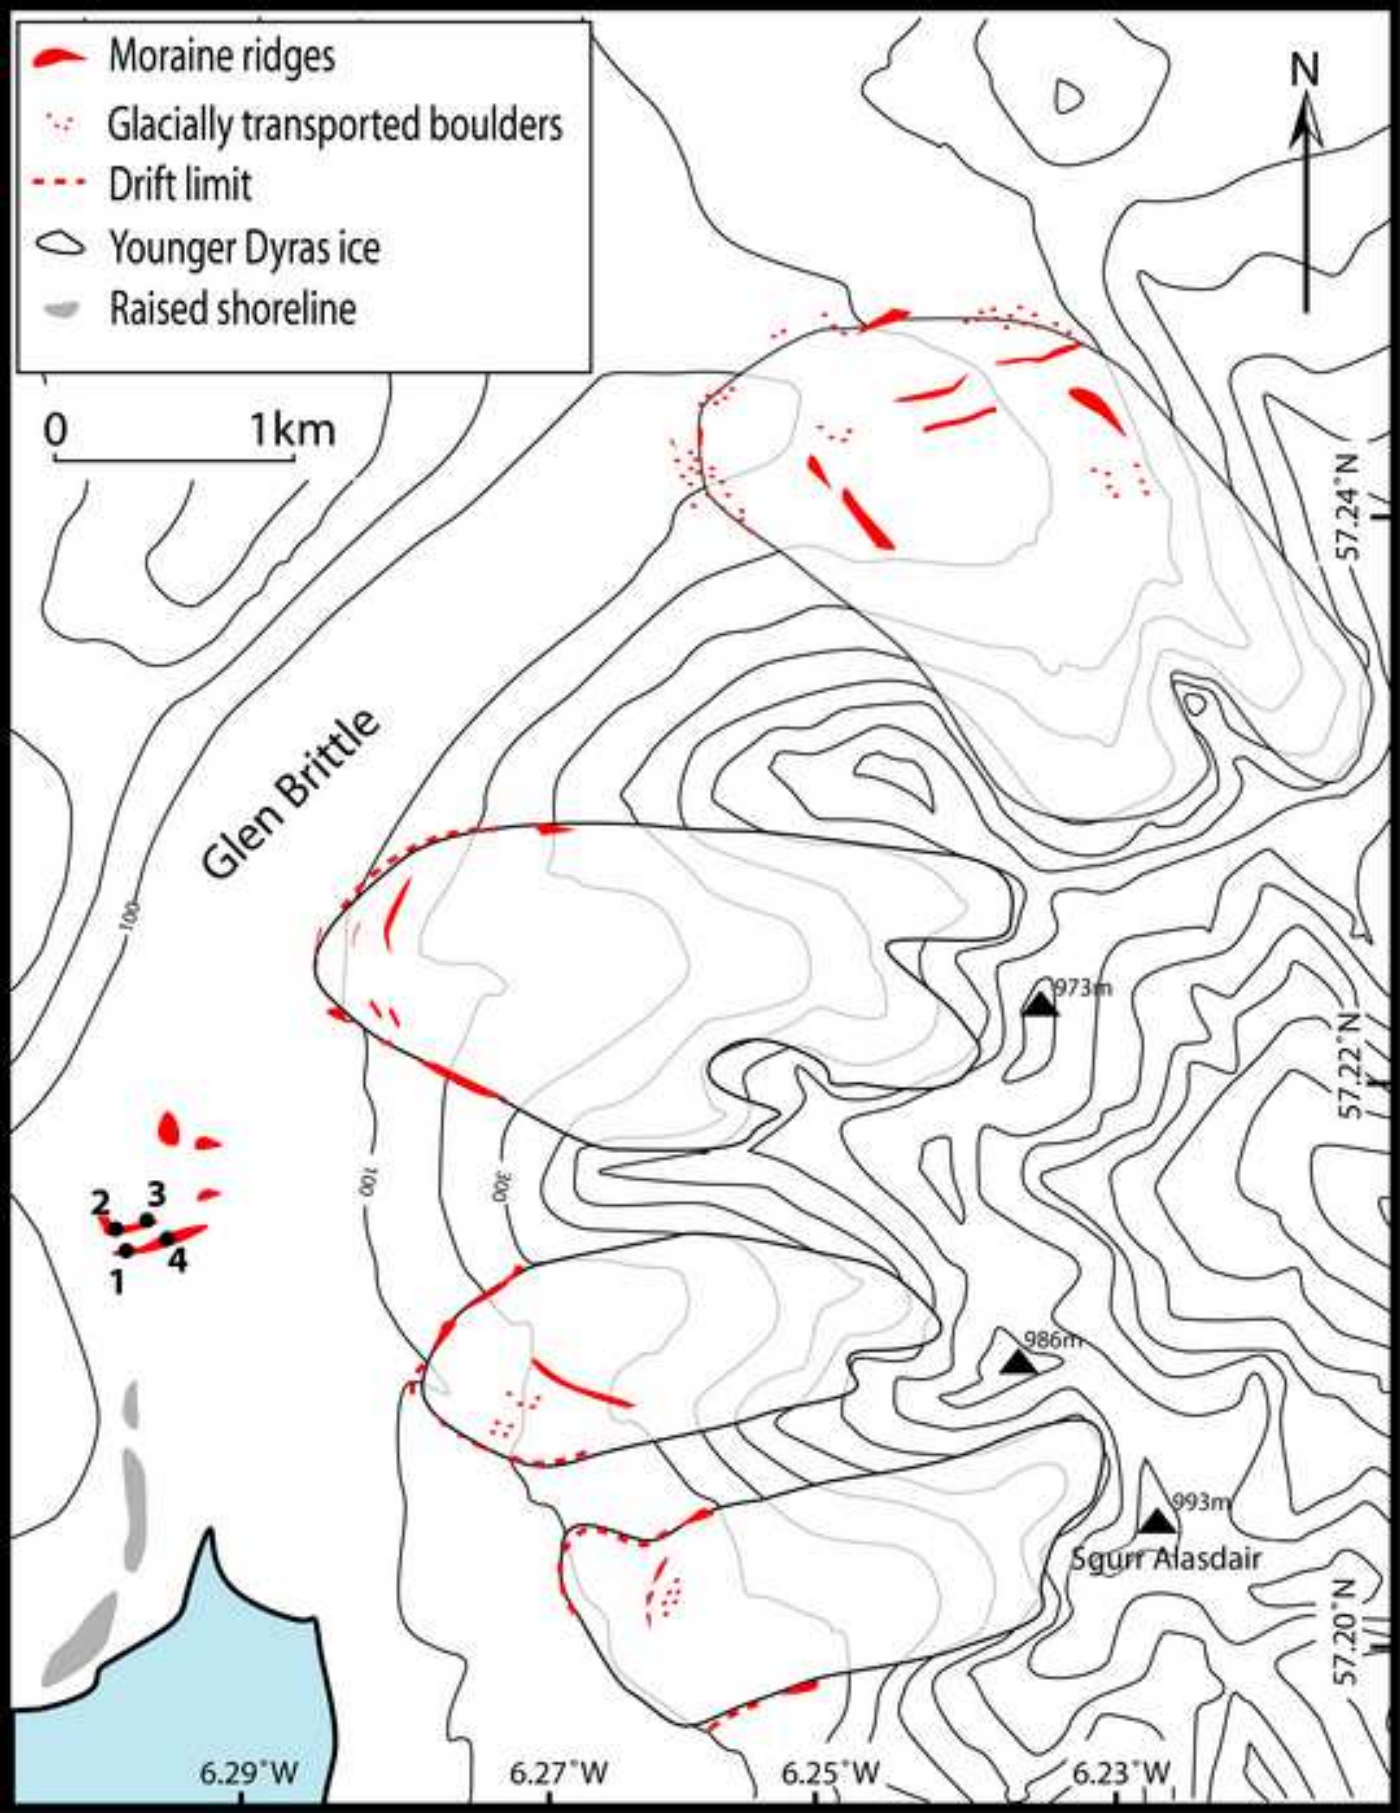 Moraine ridges
Glacially transported boulders
Drift limit
Younger Dyras ice
Raised shoreline
N
0 1km
57.24°N
Glen Brittle
100
973m
57.22°N
100
300
2 3
1 4
986m
993m
Sgurr Alasdair
57.20°N
6.29°W 6.27°W 6.25°W 6.23°W